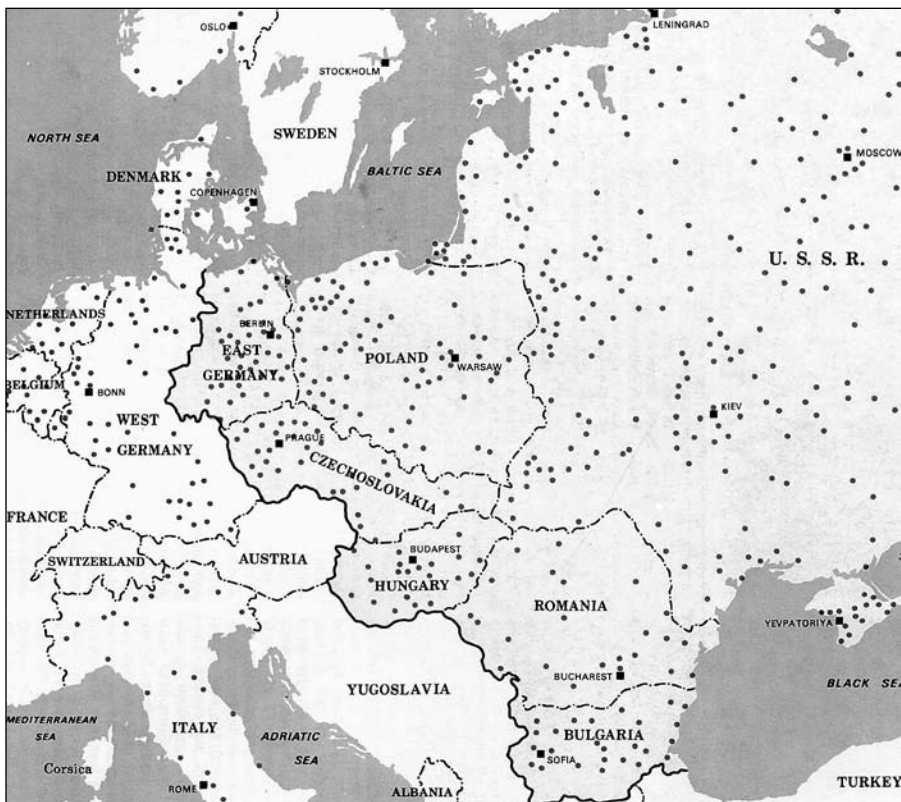 OSLO
LENINGRAD
STOCKHOLM
NORTH SEA
SWEDEN
MOSCOW
BALTIC SEA
DENMARK
COPENHAGEN
U. S. S. R.
NETHERLANDS
BERLIN
EAST
GERMANY
POLAND
WARSAW
BELGIUM
BONN
KIEV
WEST
GERMANY
PRAGUE
CZECHOSLOVAKIA
FRANCE
BUDAPEST
SWITZERLAND
AUSTRIA
HUNGARY
ROMANIA
YEVPATORIYA
BUCHAREST
YUGOSLAVIA
BLACK SEA
MEDITERRANEAN
SEA
ITALY
ADRIATIC
SEA
BULGARIA
SOFIA
Corsica
ROME
ALBANIA
TURKEY